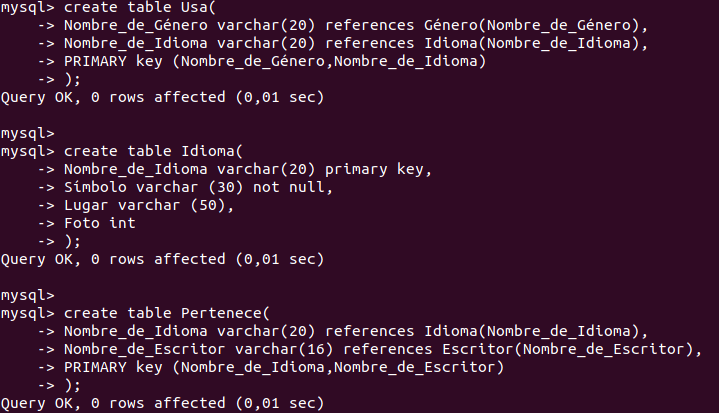 mysql> create table Usa(
    -> Nombre_de_Género varchar(20) references Género(Nombre_de_Género),
    -> Nombre_de_Idioma varchar(20) references Idioma(Nombre_de_Idioma),
    -> PRIMARY key (Nombre_de_Género,Nombre_de_Idioma)
    -> );
Query OK, 0 rows affected (0,01 sec)
mysql>
mysql> create table Idioma(
    -> Nombre_de_Idioma varchar(20) primary key,
    -> Símbolo varchar (30) not null,
    -> Lugar varchar (50),
    -> Foto int
    -> );
Query OK, 0 rows affected (0,01 sec)
mysql>
mysql> create table Pertenece(
    -> Nombre_de_Idioma varchar(20) references Idioma(Nombre_de_Idioma),
    -> Nombre_de_Escritor varchar(16) references Escritor(Nombre_de_Escritor),
    -> PRIMARY key (Nombre_de_Idioma,Nombre_de_Escritor)
    -> );
Query OK, 0 rows affected (0,01 sec)